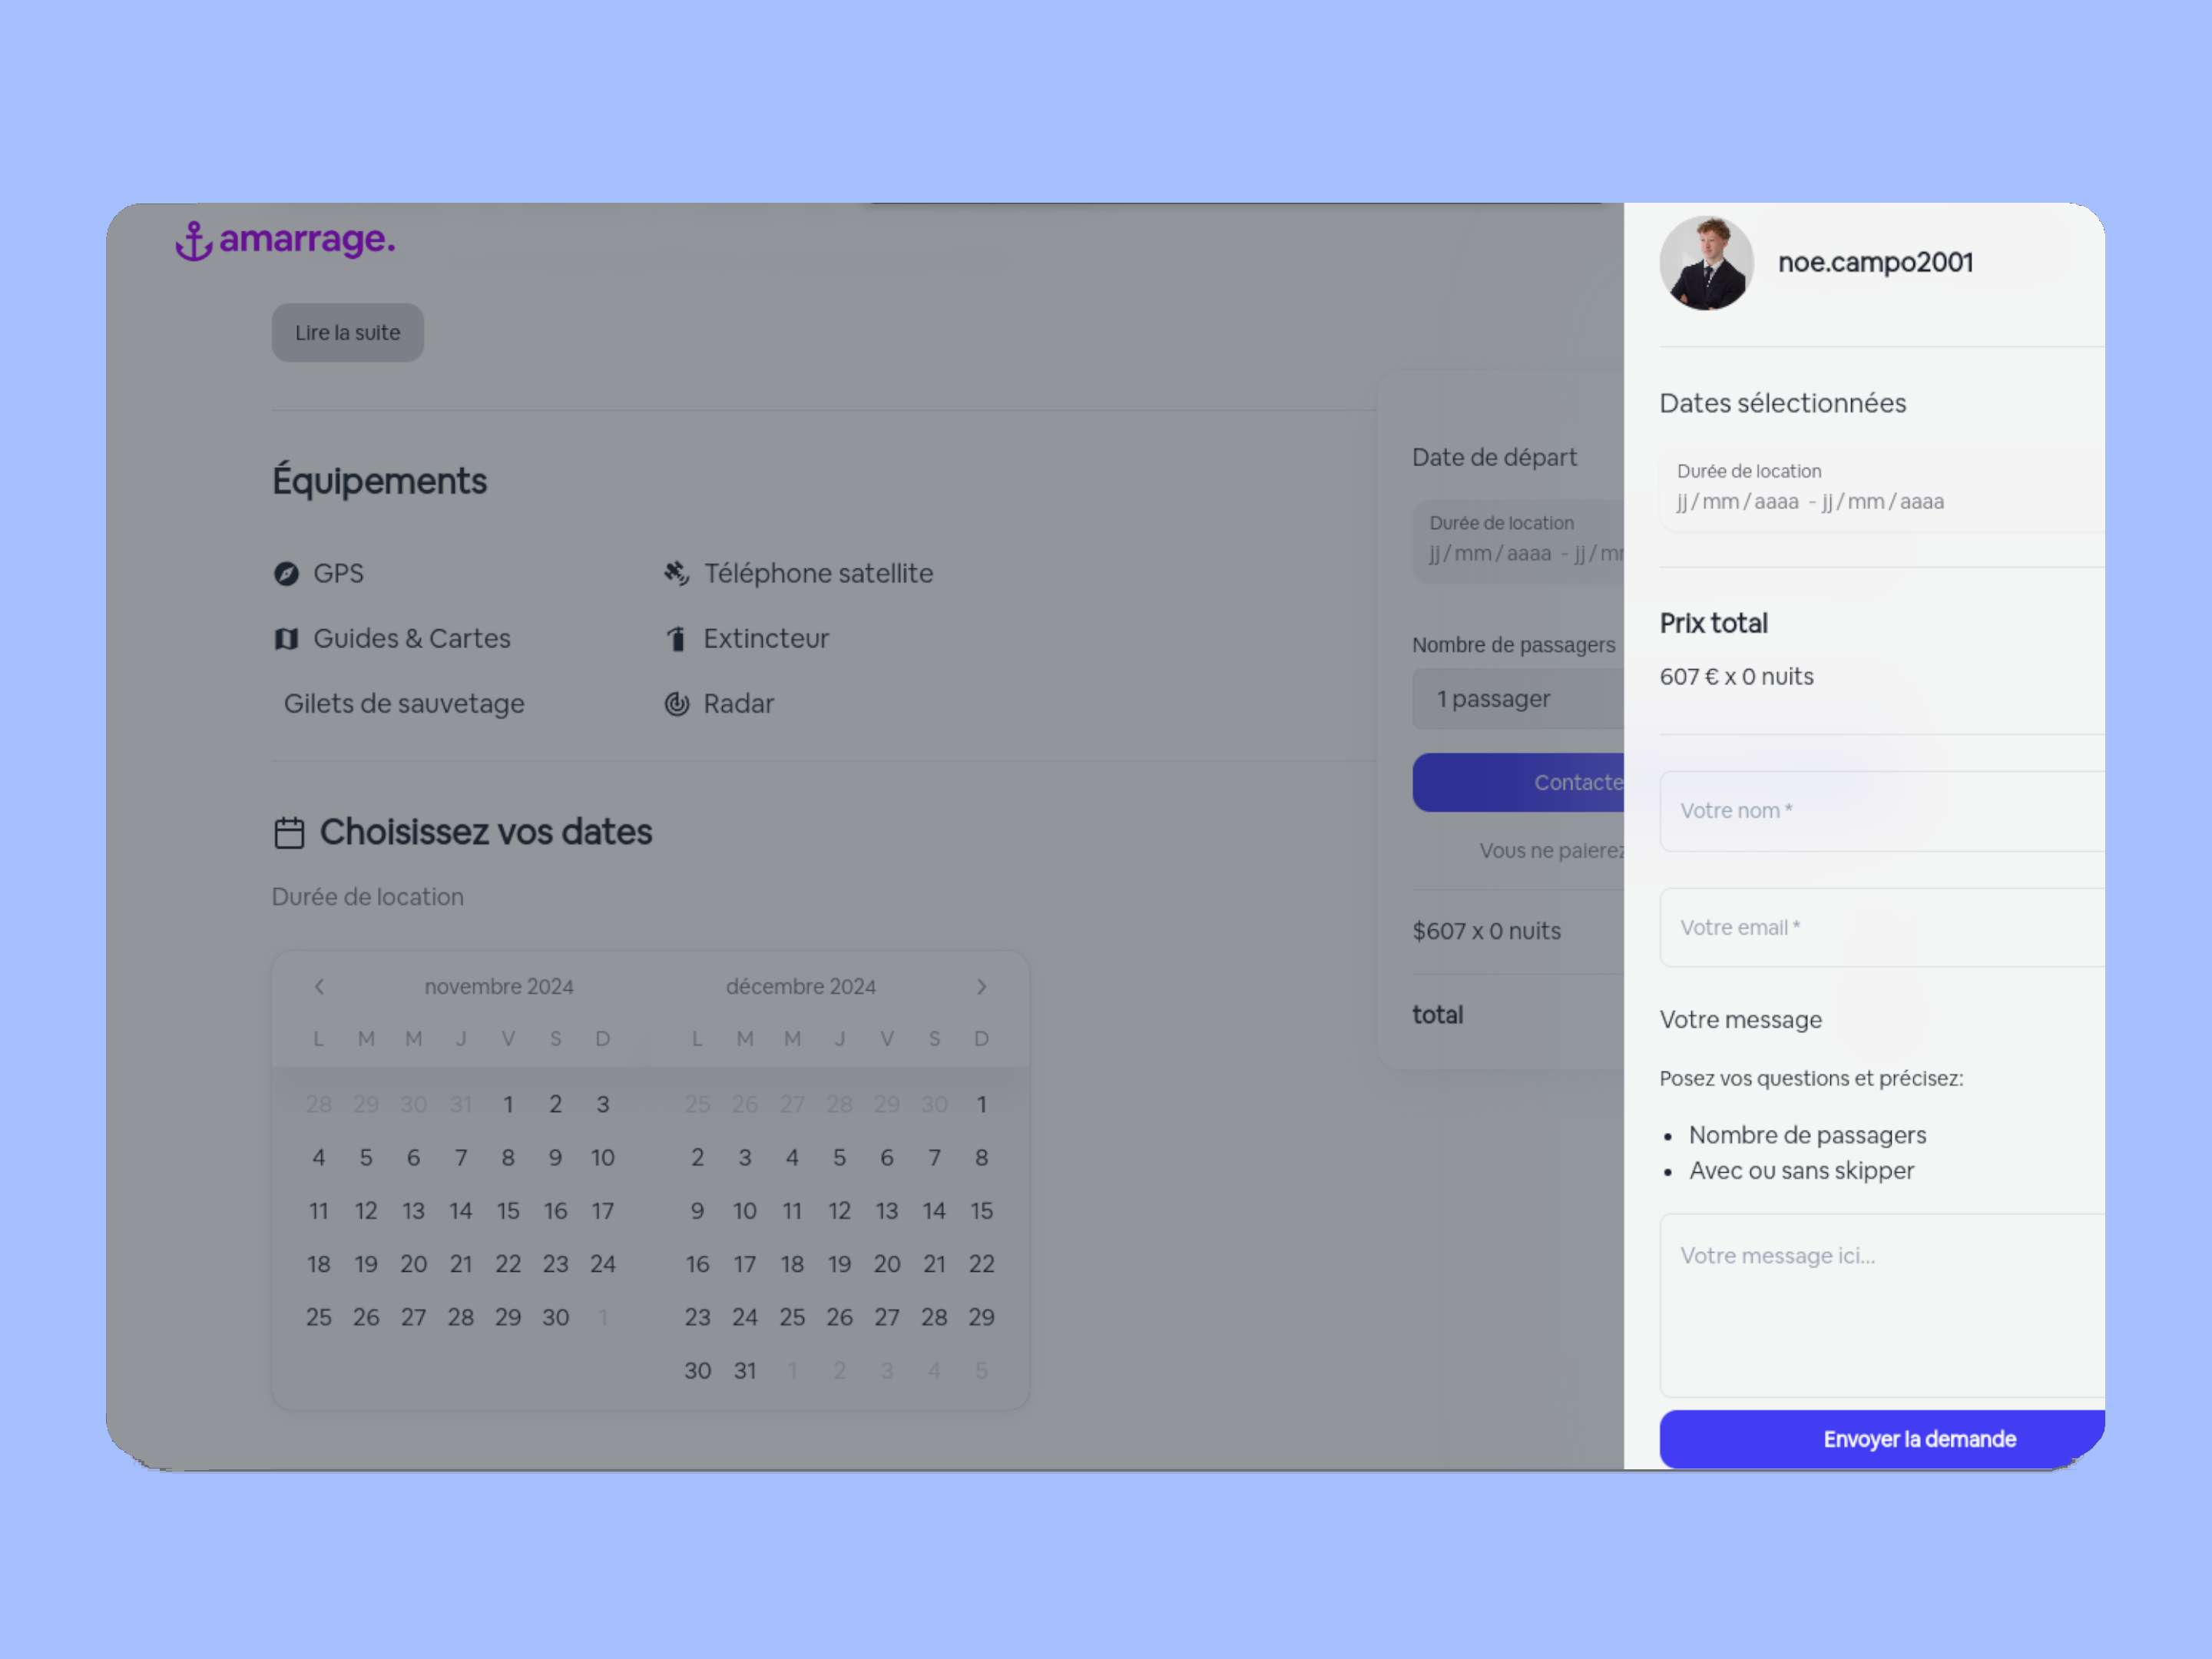 amarrage.
Lire la suite
Équipements
GPS
Téléphone satellite
Guides & Cartes
Extincteur
Gilets de sauvetage
Radar
Choisissez vos dates
Durée de location
novembre 2024
décembre 2024
L M M J V S D
L M M J V S D
28 29 30 31 1 2 3
25 26 27 28 29 30 1
4 5 6 7 8 9 10
2 3 4 5 6 7 8
11 12 13 14 15 16 17
9 10 11 12 13 14 15
18 19 20 21 22 23 24
16 17 18 19 20 21 22
25 26 27 28 29 30 1
23 24 25 26 27 28 29
30 31 1 2 3 4 5
Date de départ
Durée de location
jj / mm / aaaa - jj /
Nombre de passagers
1 passager
Contacte
Vous ne paierez
$607 x 0 nuits
total
noe.campo2001
Dates sélectionnées
Durée de location
jj / mm / aaaa - jj / mm / aaaa
Prix total
607 € x 0 nuits
Votre nom *
Votre email *
Votre message
Posez vos questions et précisez:
• Nombre de passagers
• Avec ou sans skipper
Votre message ici...
Envoyer la demande